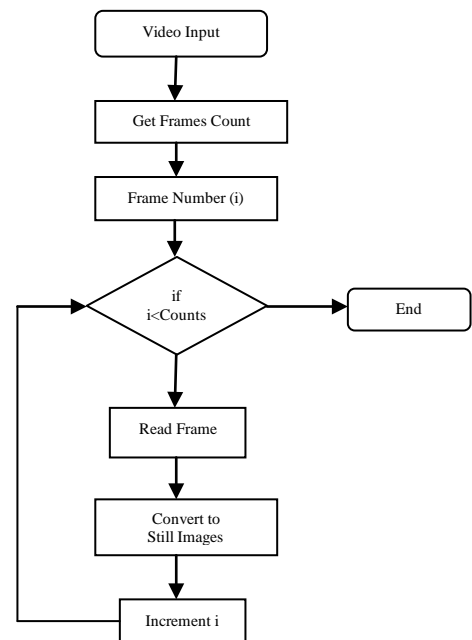 Video Input
Get Frames Count
Frame Number (i)
if
i<Counts
End
Read Frame
Convert to
Still Images
Increment i